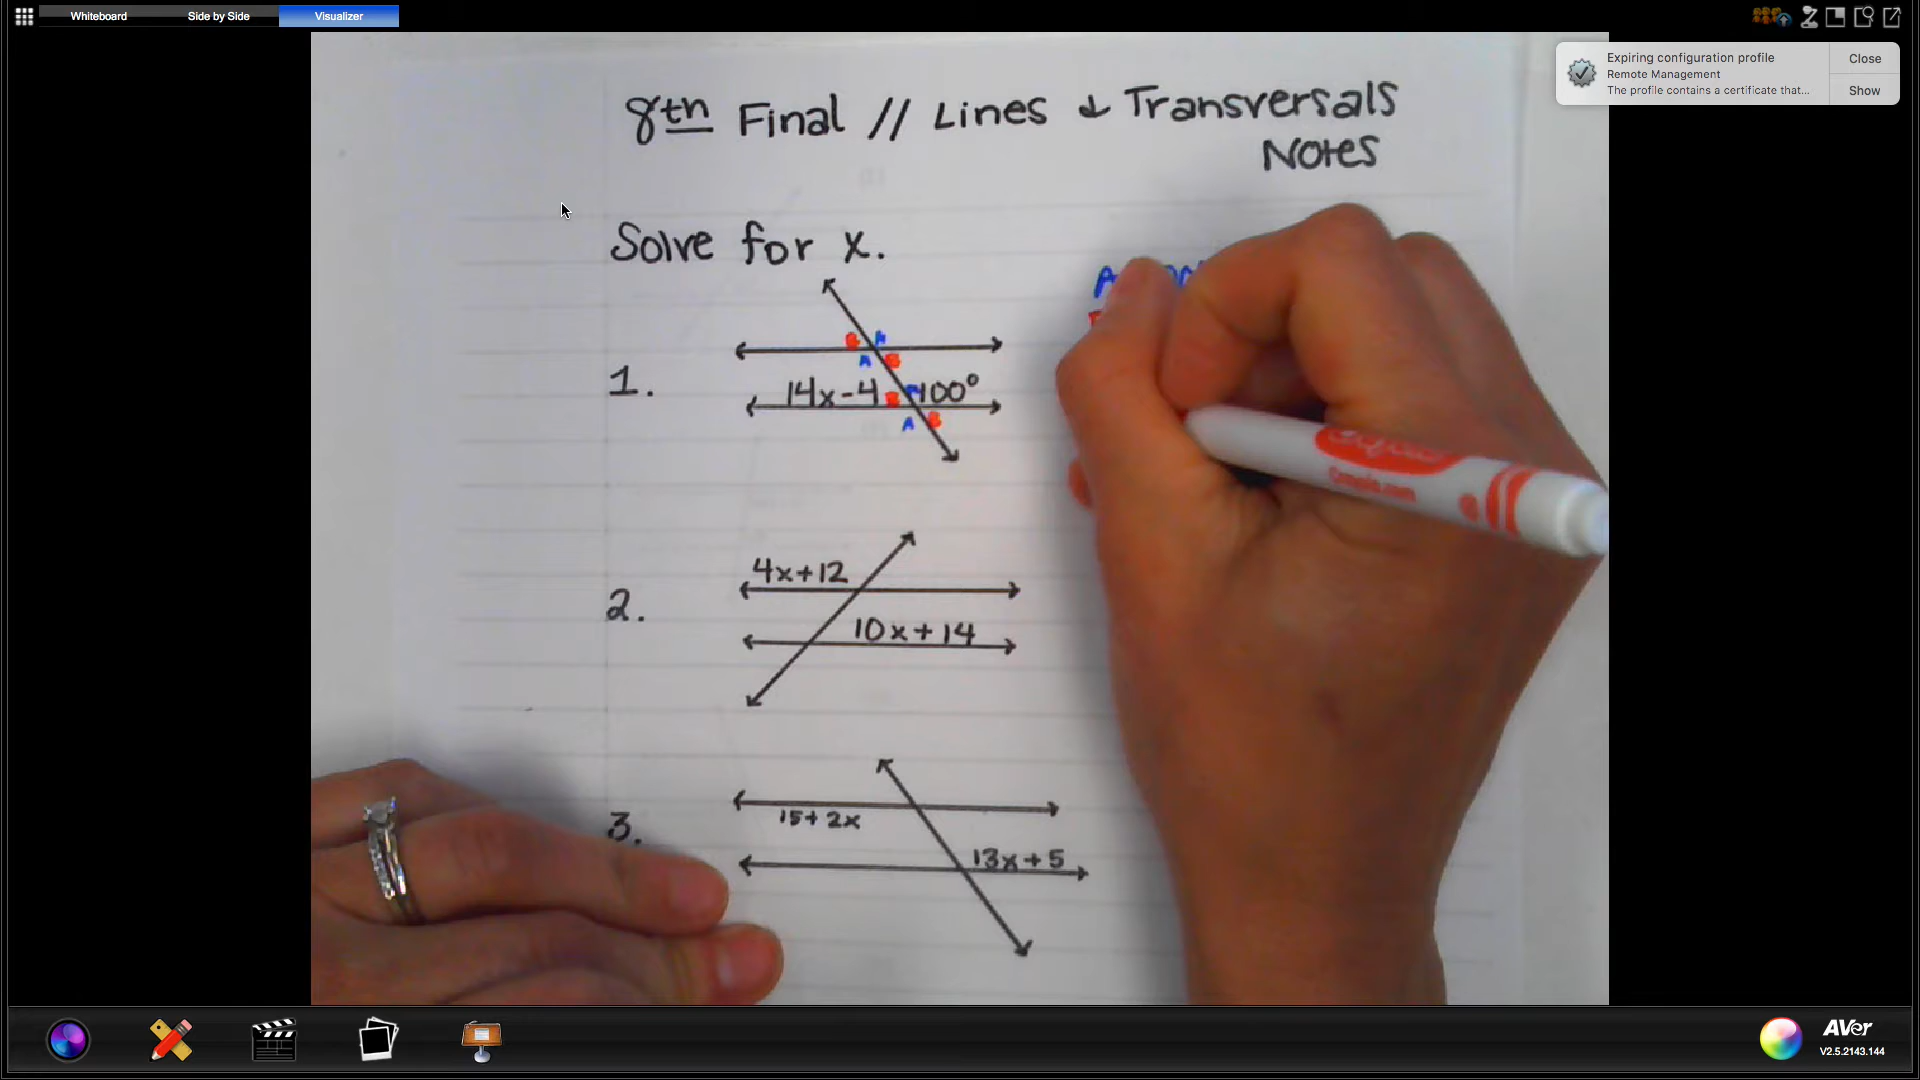 Whiteboard Side by Side Visualizer
Expiring configuration profile Close
Remote Management
The profile contains a certificate that... Show
8th Final // Lines & Transversals
Notes
Solve for x.
B A
1.
A B
14x-4 B A 100°
A B
4x+12
2.
10x+14
3.
15+2x
13x+5
Crayola.com
AVer
V2.5.2143.144